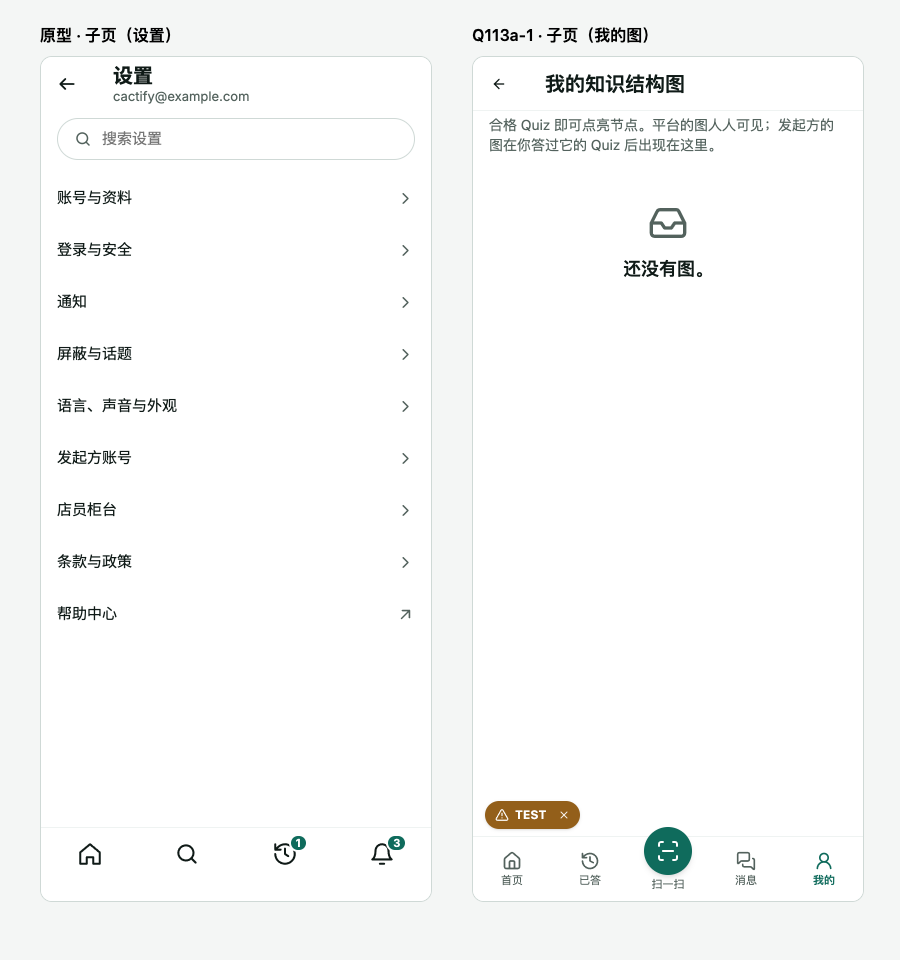 原型 · 子页（设置）
设置
cactify@example.com
搜索设置
账号与资料
登录与安全
通知
屏蔽与话题
语言、声音与外观
发起方账号
店员柜台
条款与政策
帮助中心
1
3
Q113a-1 · 子页（我的图）
我的知识结构图
合格 Quiz 即可点亮节点。平台的图人人可见；发起方的
图在你答过它的 Quiz 后出现在这里。
还没有图。
TEST
首页
已答
扫一扫
消息
我的